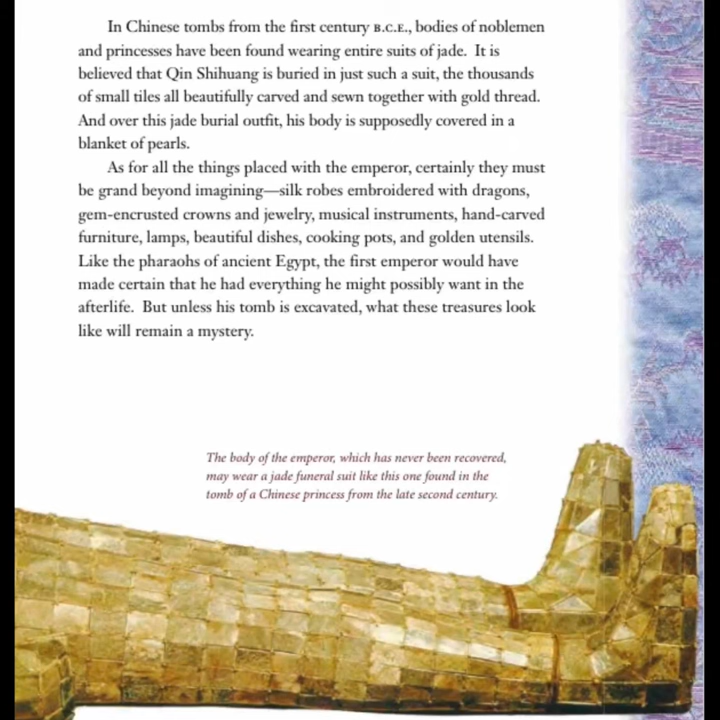 In Chinese tombs from the first century B.C.E., bodies of noblemen
and princesses have been found wearing entire suits of jade.  It is
believed that Qin Shihuang is buried in just such a suit, the thousands
of small tiles all beautifully carved and sewn together with gold thread.
And over this jade burial outfit, his body is supposedly covered in a
blanket of pearls.
As for all the things placed with the emperor, certainly they must
be grand beyond imagining—silk robes embroidered with dragons,
gem-encrusted crowns and jewelry, musical instruments, hand-carved
furniture, lamps, beautiful dishes, cooking pots, and golden utensils.
Like the pharaohs of ancient Egypt, the first emperor would have
made certain that he had everything he might possibly want in the
afterlife.  But unless his tomb is excavated, what these treasures look
like will remain a mystery.
The body of the emperor, which has never been recovered,
may wear a jade funeral suit like this one found in the
tomb of a Chinese princess from the late second century.